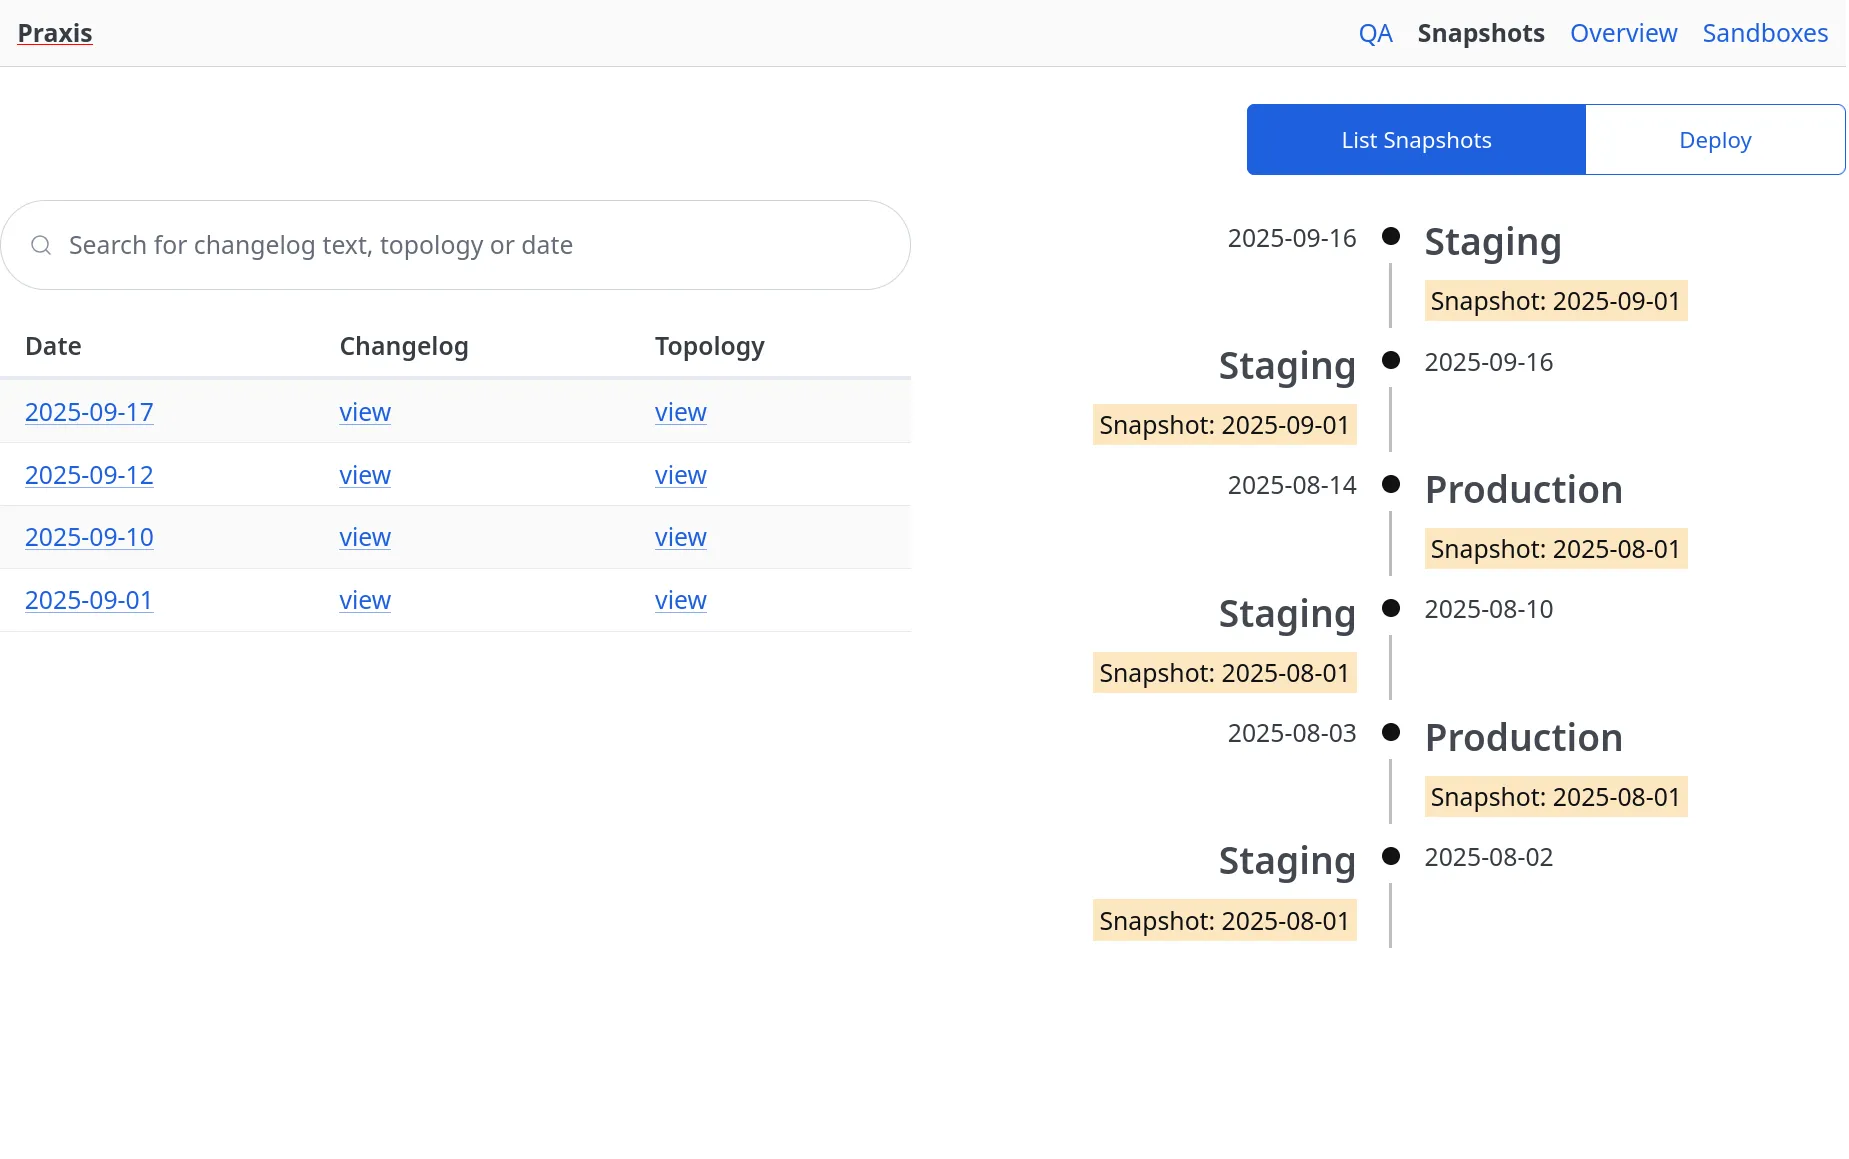 Praxis
QA Snapshots Overview Sandboxes
List Snapshots Deploy
Search for changelog text, topology or date
Date Changelog Topology
2025-09-17 view view
2025-09-12 view view
2025-09-10 view view
2025-09-01 view view
2025-09-16 Staging
Snapshot: 2025-09-01
Staging 2025-09-16
Snapshot: 2025-09-01
2025-08-14 Production
Snapshot: 2025-08-01
Staging 2025-08-10
Snapshot: 2025-08-01
2025-08-03 Production
Snapshot: 2025-08-01
Staging 2025-08-02
Snapshot: 2025-08-01